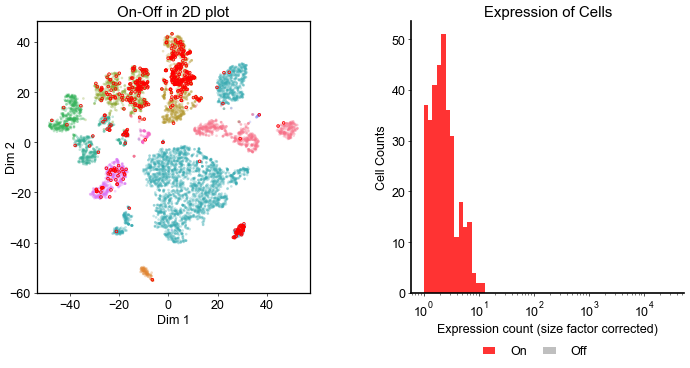 On-Off in 2D plot
Expression of Cells
Dim 2
40
20
0
−20
−40
−60
−40
−20
0
20
40
Dim 1
Cell Counts
50
40
30
20
10
0
10^0
10^1
10^2
10^3
10^4
Expression count (size factor corrected)
On
Off